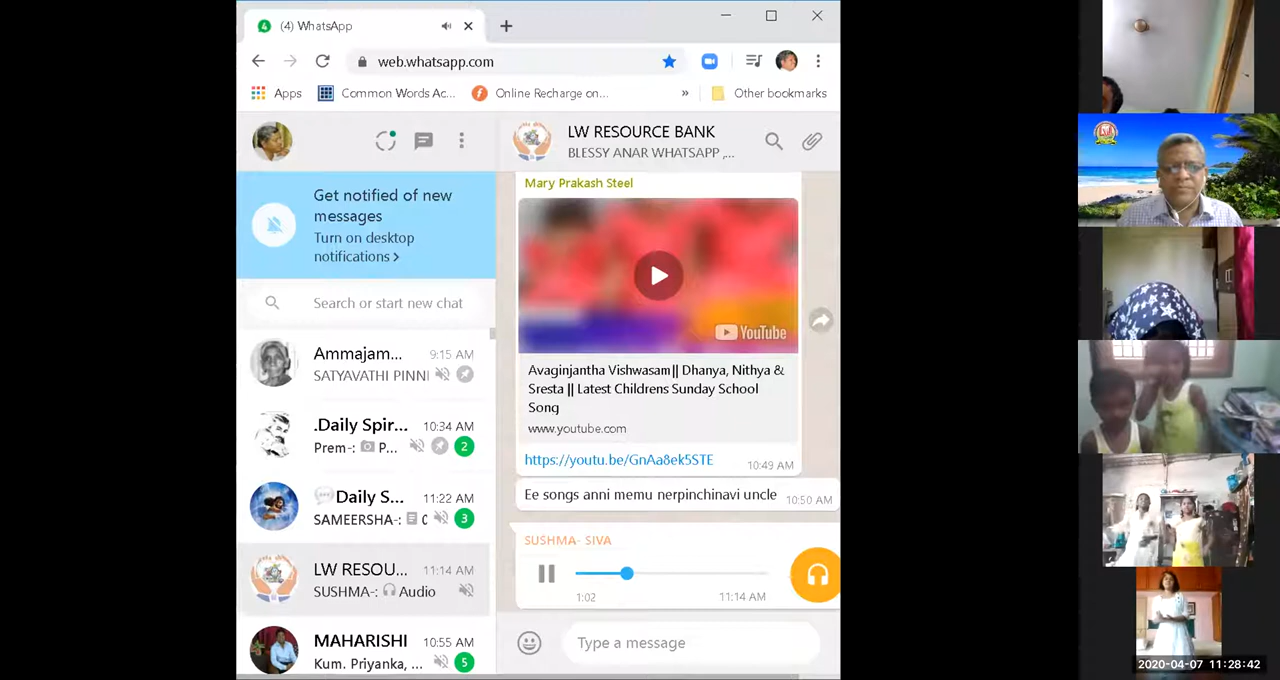 4
(4) WhatsApp
web.whatsapp.com
Apps
Common Words Ac...
Online Recharge on...
»
Other bookmarks
LW RESOURCE BANK
BLESSY ANAR WHATSAPP ,...
Get notified of new
messages
Turn on desktop
notifications >
Search or start new chat
Ammajam...
9:15 AM
SATYAVATHI PINNI
.Daily Spir...
10:34 AM
Prem-: P...
2
Daily S...
11:22 AM
SAMEERSHA-:
3
LW RESOU...
11:14 AM
SUSHMA-: Audio
MAHARISHI
10:55 AM
Kum. Priyanka, ...
5
Mary Prakash Steel
YouTube
Avaginjantha Vishwasam|| Dhanya, Nithya &
Sresta || Latest Childrens Sunday School
Song
www.youtube.com
https://youtu.be/GnAa8ek5STE
10:49 AM
Ee songs anni memu nerpinchinavi uncle
10:50 AM
SUSHMA- SIVA
1:02
11:14 AM
Type a message
2020-04-07 11:28:42